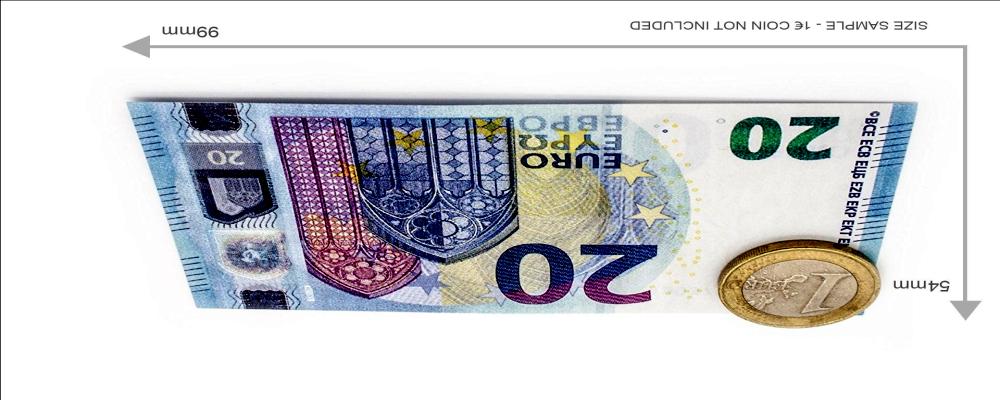 SIZE SAMPLE - 1€ COIN NOT INCLUDED
99mm
54mm
20
20
20
EURO
ΕΥΡΩ
ЕВРО
©BCE ECB ЕЦБ EZB EKP EKT
1